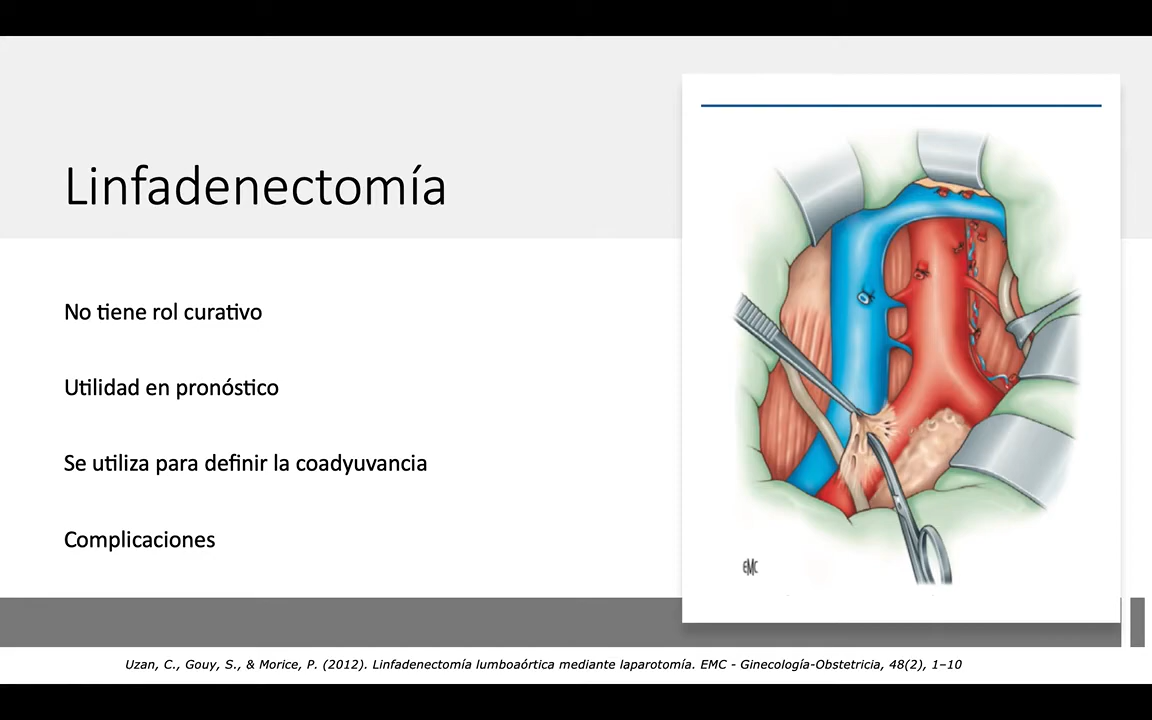 Linfadenectomía
No tiene rol curativo
Utilidad en pronóstico
Se utiliza para definir la coadyuvancia
Complicaciones
EMC
Uzan, C., Gouy, S., & Morice, P. (2012). Linfadenectomía lumboaórtica mediante laparotomía. EMC - Ginecología-Obstetricia, 48(2), 1–10